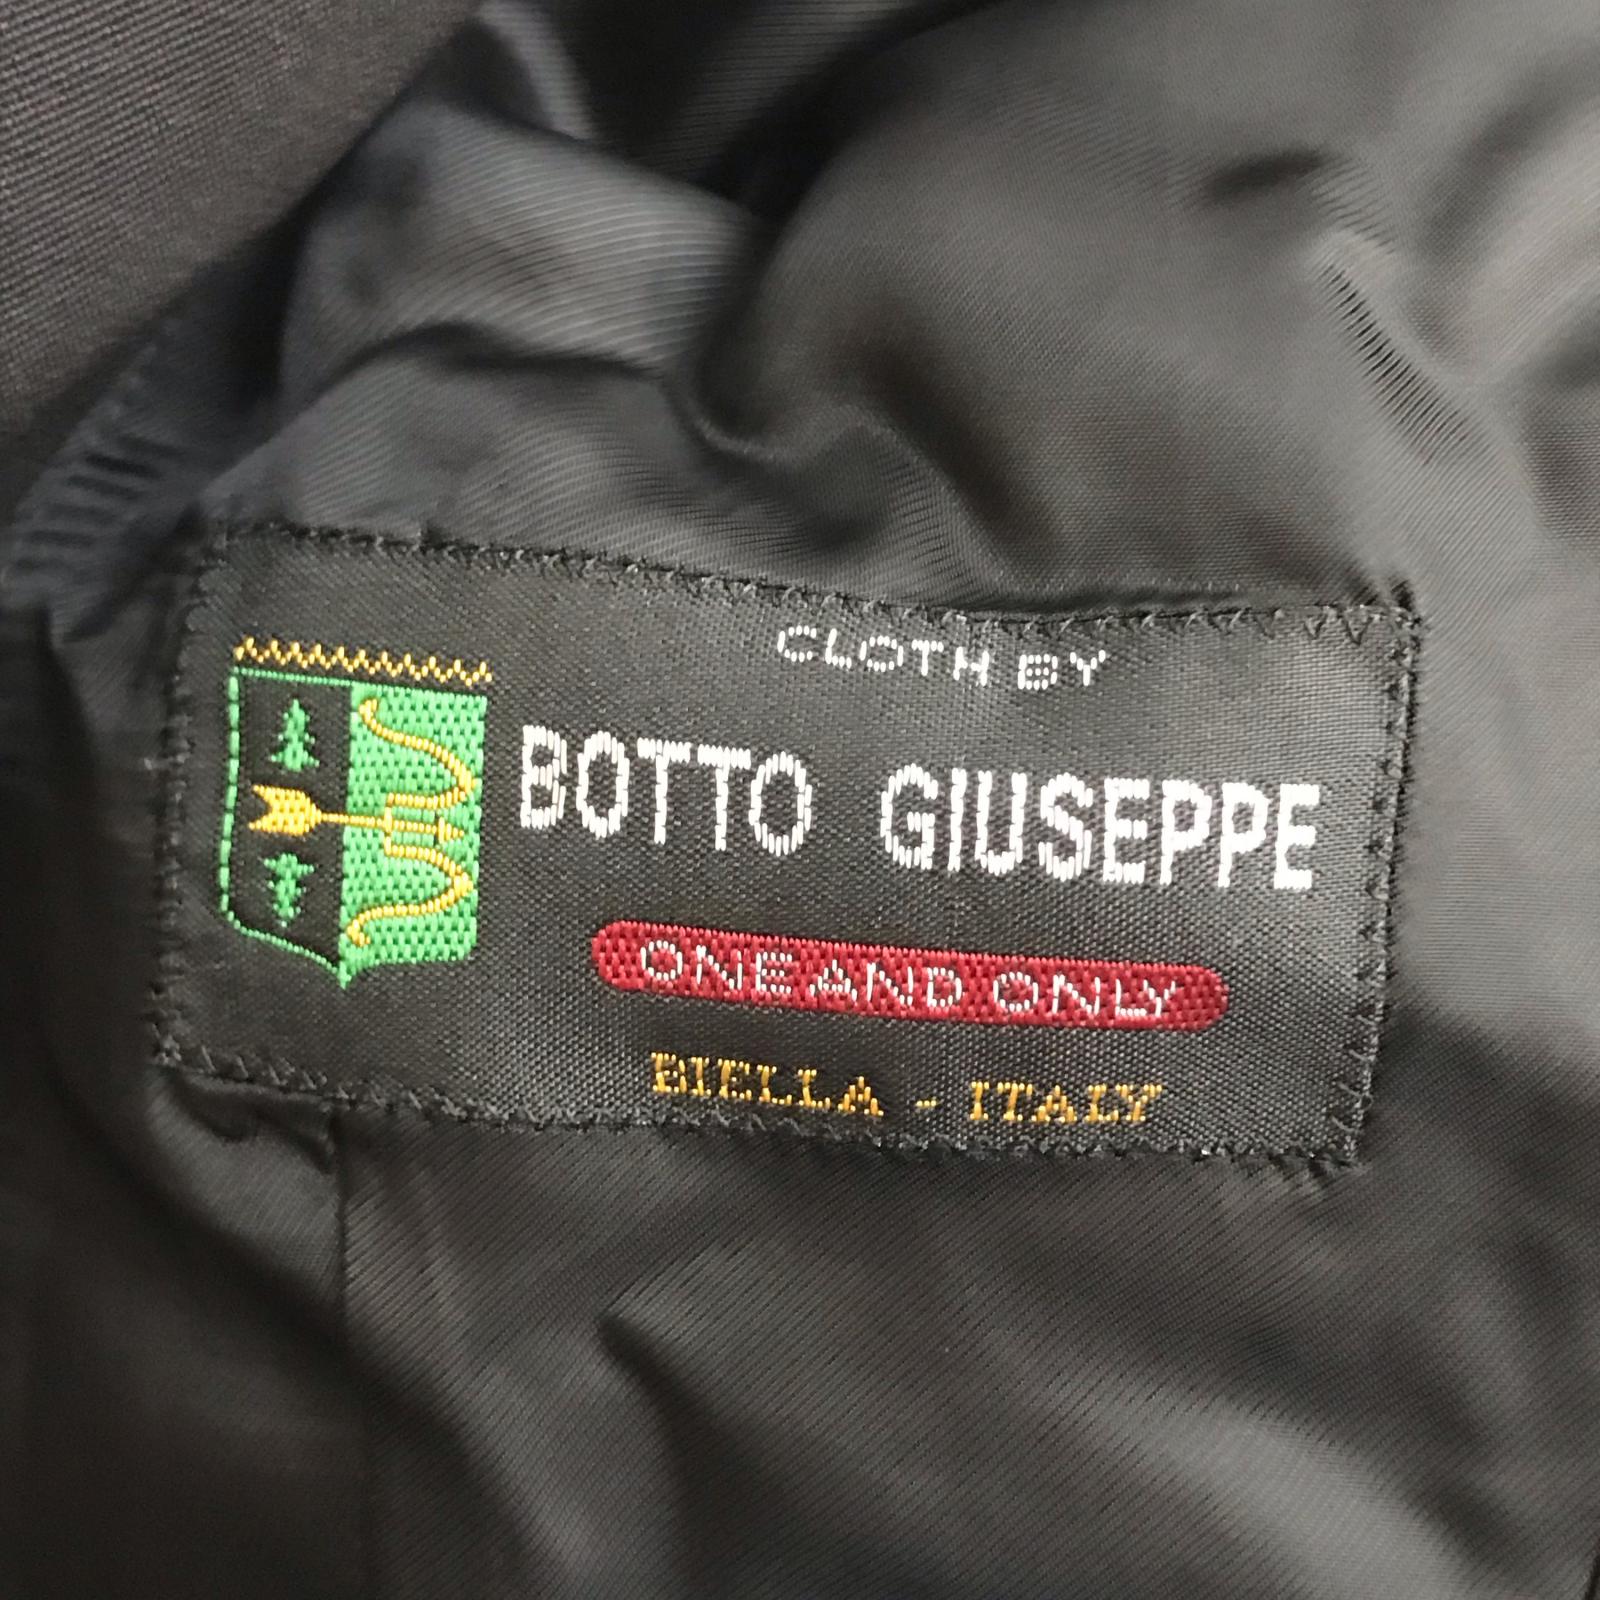 CLOTH BY
BOTTO GIUSEPPE
ONE AND ONLY
BIELLA - ITALY